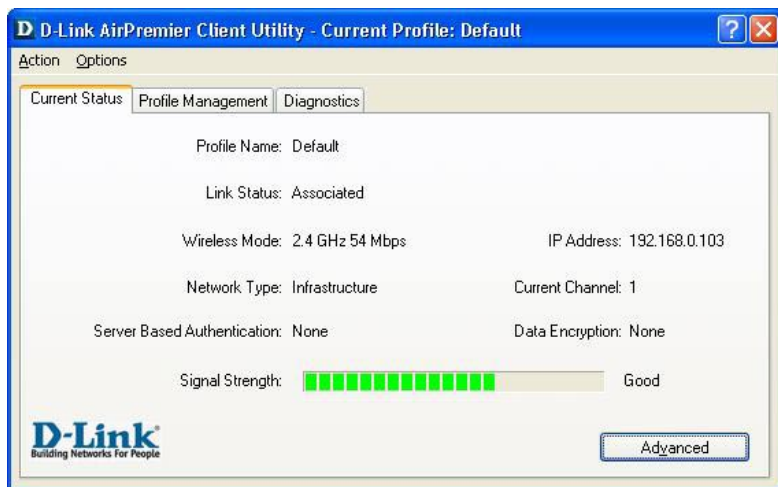 D-Link AirPremier Client Utility - Current Profile: Default
Action Options
Current Status Profile Management Diagnostics
Profile Name: Default
Link Status: Associated
Wireless Mode: 2.4 GHz 54 Mbps IP Address: 192.168.0.103
Network Type: Infrastructure Current Channel: 1
Server Based Authentication: None Data Encryption: None
Signal Strength: Good
D-Link
Building Networks For People
Advanced